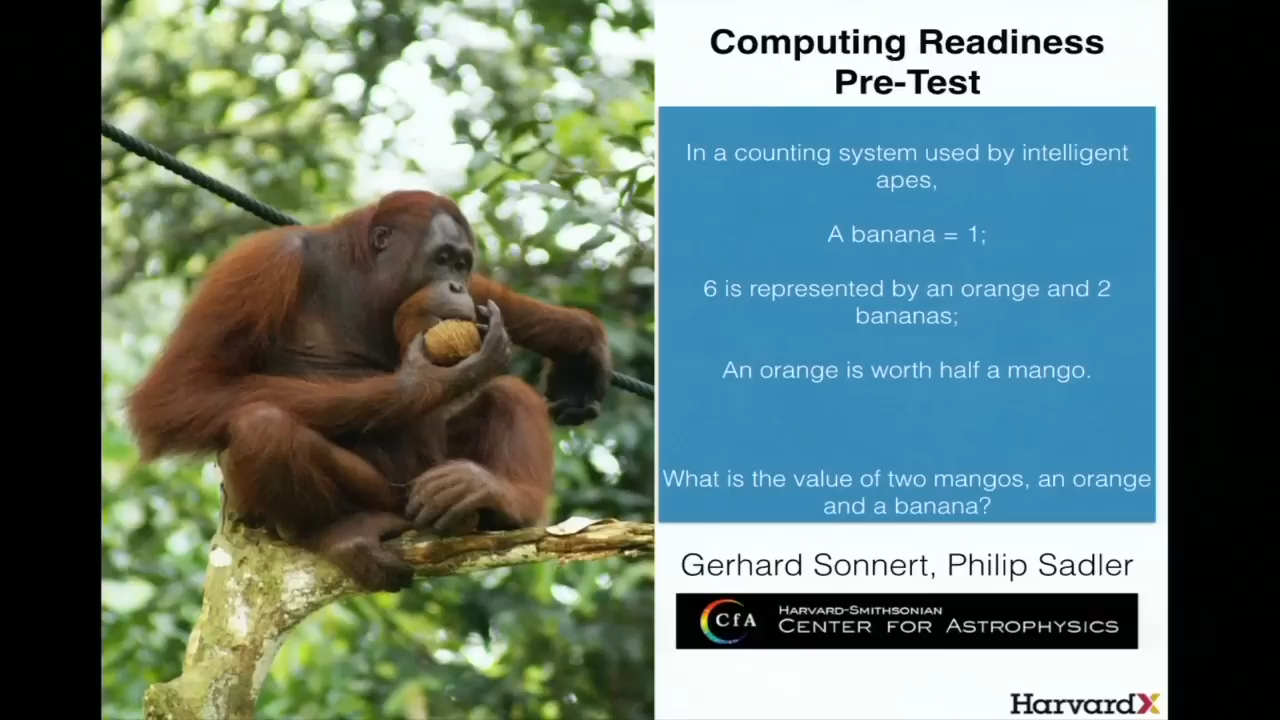 Computing Readiness
Pre-Test
In a counting system used by intelligent
apes,
A banana = 1;
6 is represented by an orange and 2
bananas;
An orange is worth half a mango.
What is the value of two mangos, an orange
and a banana?
Gerhard Sonnert, Philip Sadler
CfA
HARVARD-SMITHSONIAN
CENTER FOR ASTROPHYSICS
HarvardX